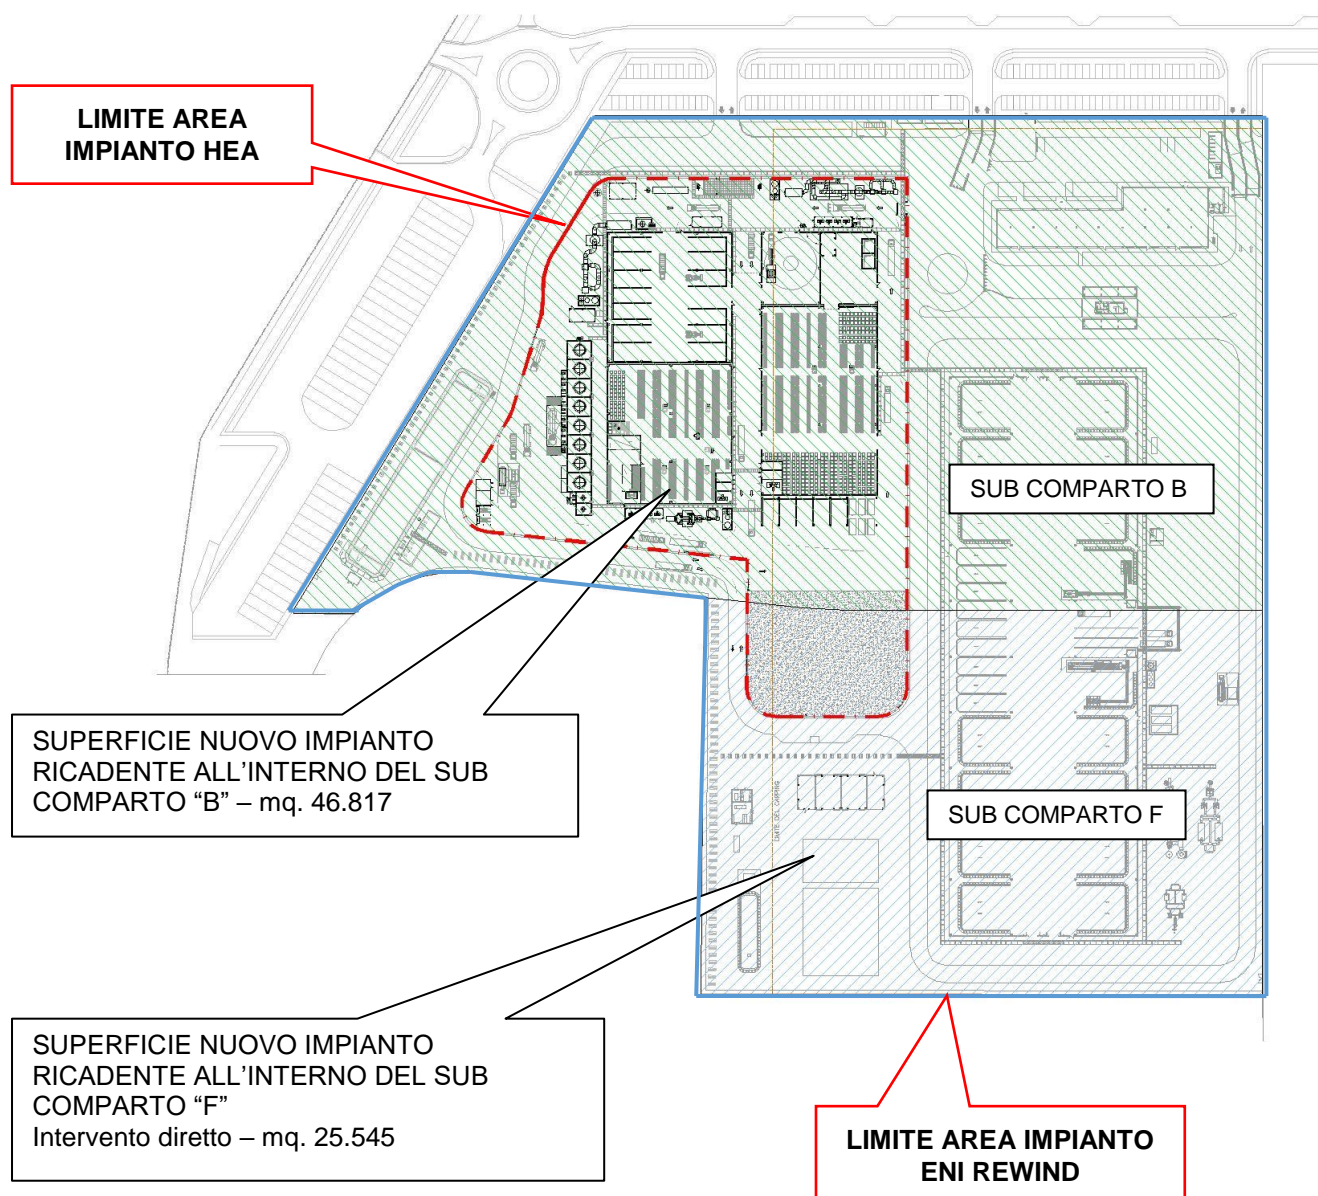 LIMITE AREA
IMPIANTO HEA
SUB COMPARTO B
SUPERFICIE NUOVO IMPIANTO
RICADENTE ALL’INTERNO DEL SUB
COMPARTO “B” – mq. 46.817
SUB COMPARTO F
SUPERFICIE NUOVO IMPIANTO
RICADENTE ALL’INTERNO DEL SUB
COMPARTO “F”
Intervento diretto – mq. 25.545
LIMITE AREA IMPIANTO
ENI REWIND